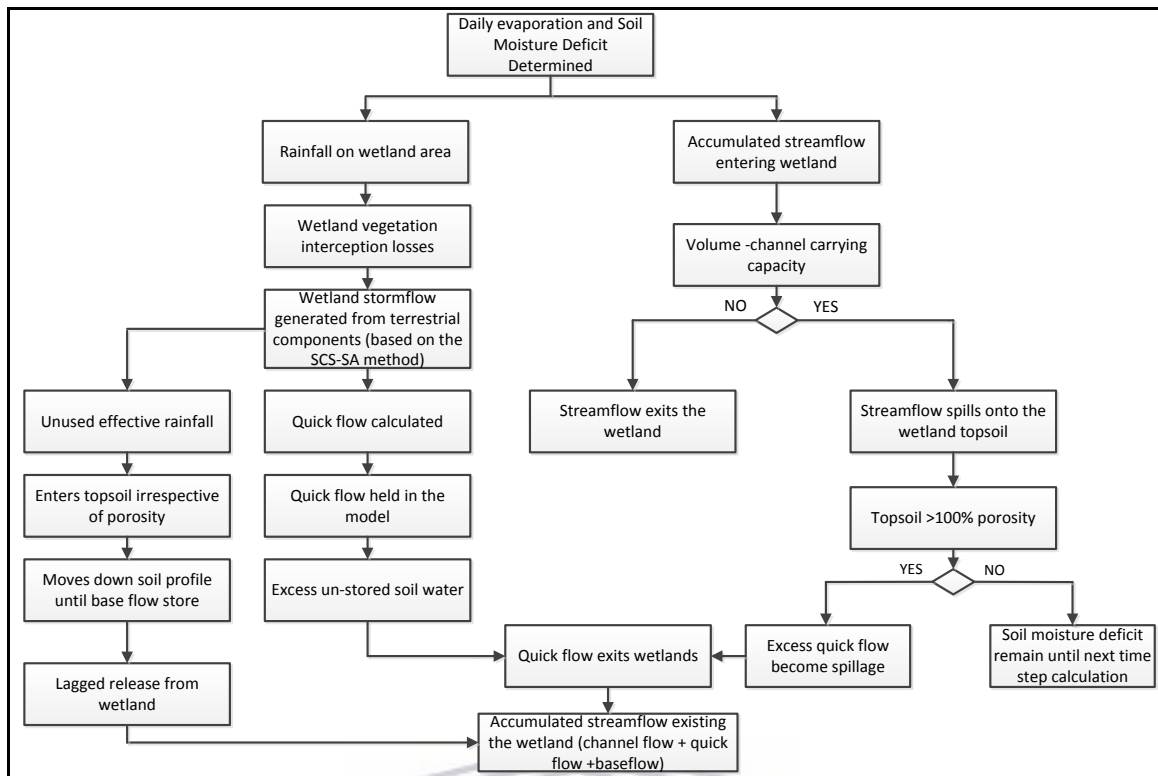 Daily evaporation and Soil
Moisture Deficit
Determined
Rainfall on wetland area
Accumulated streamflow
entering wetland
Wetland vegetation
interception losses
Volume -channel carrying
capacity
Wetland stormflow
generated from terrestrial
components (based on the
SCS-SA method)
NO
YES
Unused effective rainfall
Quick flow calculated
Streamflow exits the
wetland
Streamflow spills onto the
wetland topsoil
Enters topsoil irrespective
of porosity
Quick flow held in the
model
Topsoil >100% porosity
YES
NO
Moves down soil profile
until base flow store
Excess un-stored soil water
Quick flow exits wetlands
Excess quick flow
become spillage
Soil moisture deficit
remain until next time
step calculation
Lagged release from
wetland
Accumulated streamflow existing
the wetland (channel flow + quick
flow +baseflow)